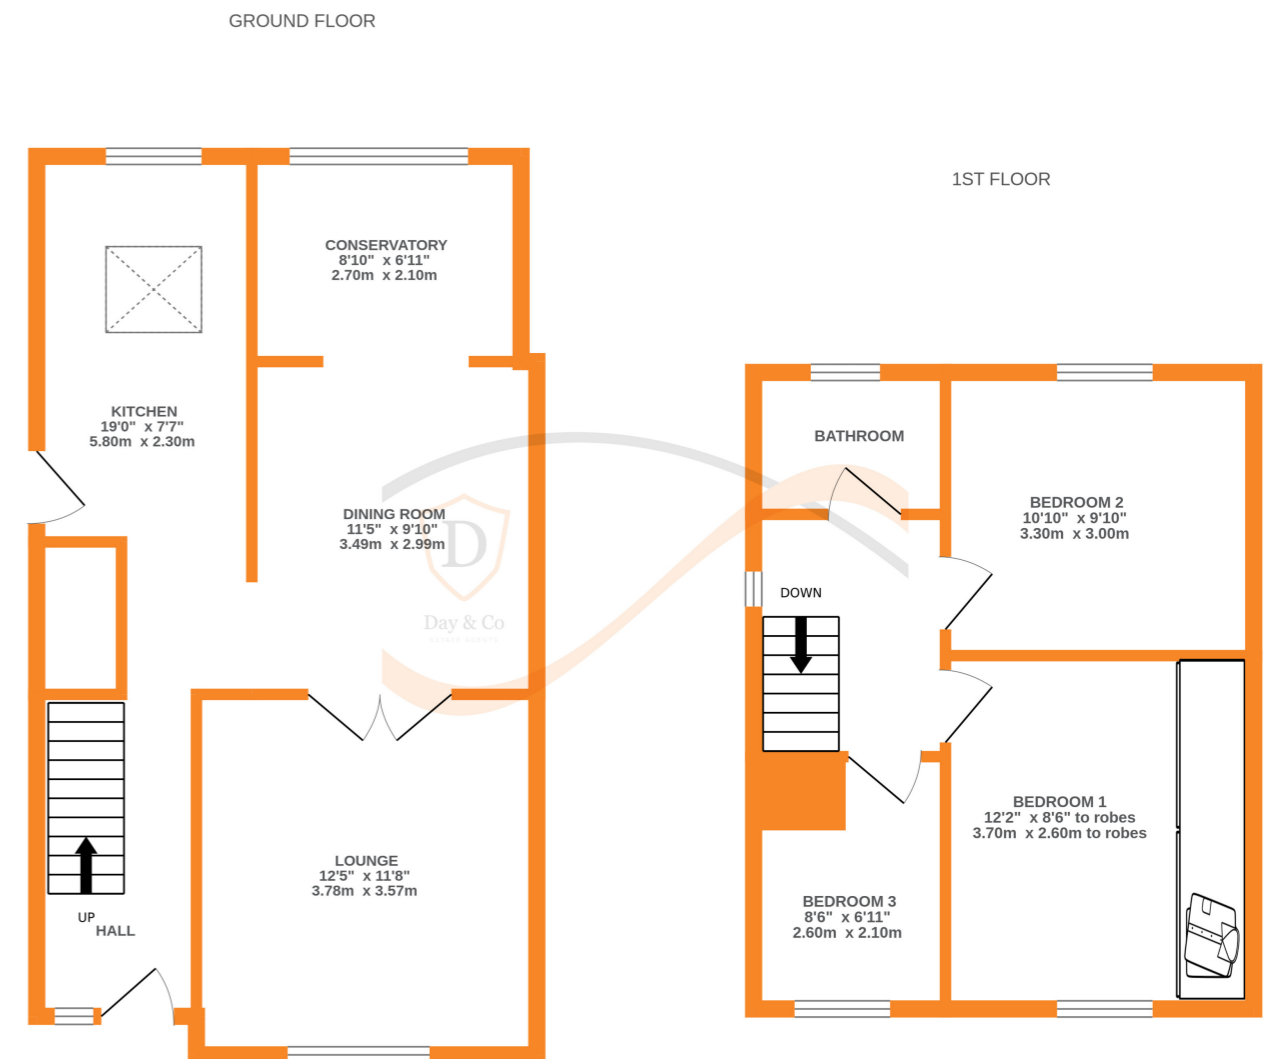 GROUND FLOOR
1ST FLOOR
CONSERVATORY
8'10" x 6'11"
2.70m x 2.10m
KITCHEN
19'0" x 7'7"
5.80m x 2.30m
DINING ROOM
11'5" x 9'10"
3.49m x 2.99m
D
Day & Co
ESTATE AGENTS
LOUNGE
12'5" x 11'8"
3.78m x 3.57m
UP
HALL
BATHROOM
BEDROOM 2
10'10" x 9'10"
3.30m x 3.00m
DOWN
BEDROOM 1
12'2" x 8'6" to robes
3.70m x 2.60m to robes
BEDROOM 3
8'6" x 6'11"
2.60m x 2.10m